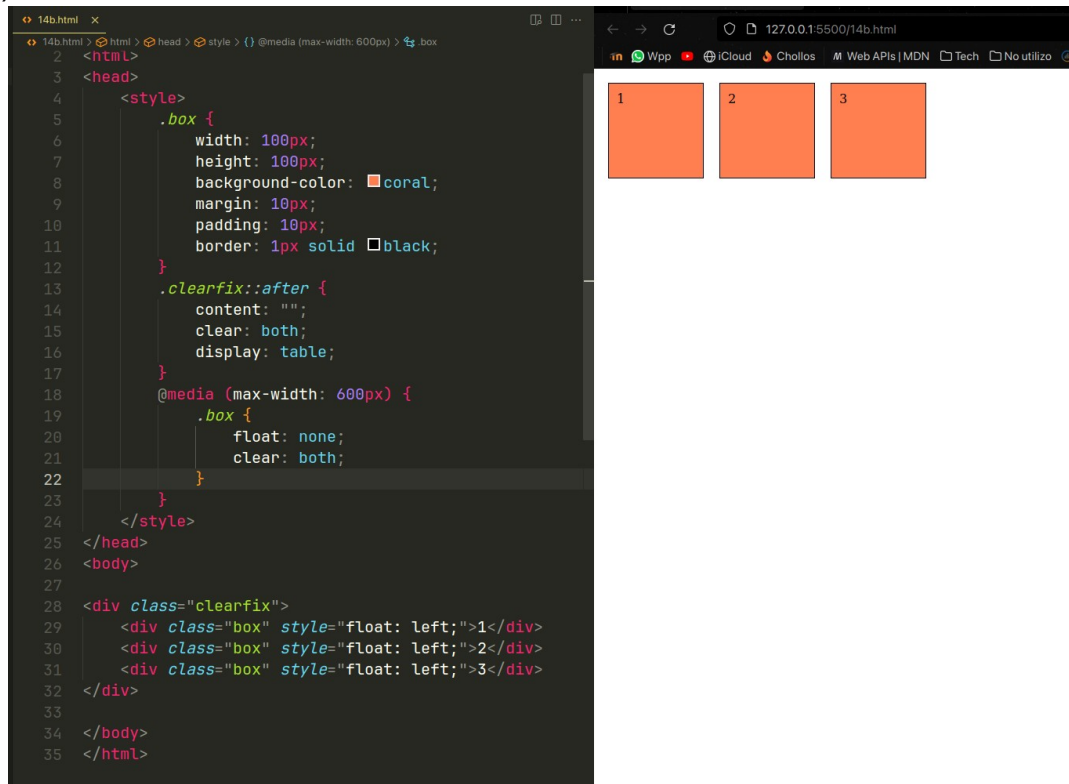 14b.html ×
14b.html > html > head > style > {} @media (max-width: 600px) > .box
2 <html>
3 <head>
4 <style>
5 .box {
6 width: 100px;
7 height: 100px;
8 background-color: coral;
9 margin: 10px;
10 padding: 10px;
11 border: 1px solid black;
12 }
13 .clearfix::after {
14 content: "";
15 clear: both;
16 display: table;
17 }
18 @media (max-width: 600px) {
19 .box {
20 float: none;
21 clear: both;
22 }
23 }
24 </style>
25 </head>
26 <body>
27
28 <div class="clearfix">
29 <div class="box" style="float: left;">1</div>
30 <div class="box" style="float: left;">2</div>
31 <div class="box" style="float: left;">3</div>
32 </div>
33
34 </body>
35 </html>
127.0.0.1:5500/14b.html
Wpp iCloud Chollos M Web APIs | MDN Tech No utilizo
1 2 3